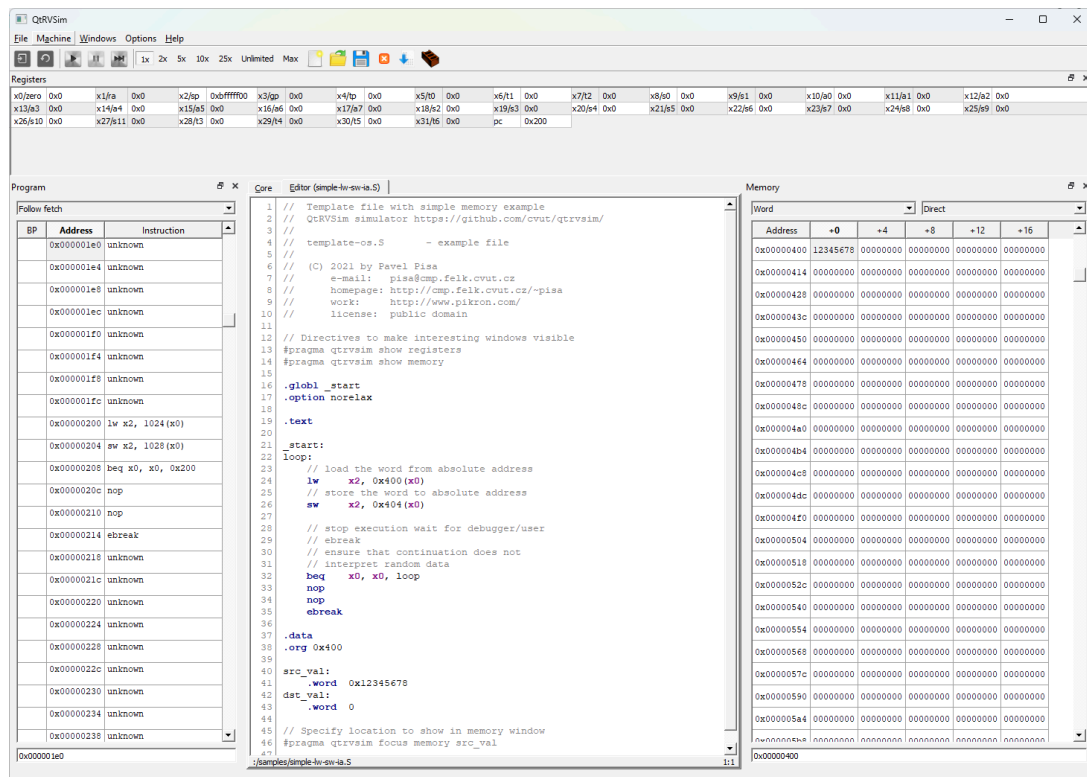 QtRVSim
File Machine Windows Options Help
1x 2x 5x 10x 25x Unlimited Max
Registers
x0/zero 0x0 x1/ra 0x0 x2/sp 0xbfffff00 x3/gp 0x0 x4/tp 0x0 x5/t0 0x0 x6/t1 0x0 x7/t2 0x0 x8/s0 0x0 x9/s1 0x0 x10/a0 0x0 x11/a1 0x0 x12/a2 0x0
x13/a3 0x0 x14/a4 0x0 x15/a5 0x0 x16/a6 0x0 x17/a7 0x0 x18/s2 0x0 x19/s3 0x0 x20/s4 0x0 x21/s5 0x0 x22/s6 0x0 x23/s7 0x0 x24/s8 0x0 x25/s9 0x0
x26/s10 0x0 x27/s11 0x0 x28/t3 0x0 x29/t4 0x0 x30/t5 0x0 x31/t6 0x0 pc 0x200
Program
Follow fetch
BP Address Instruction
0x000001e0 unknown
0x000001e4 unknown
0x000001e8 unknown
0x000001ec unknown
0x000001f0 unknown
0x000001f4 unknown
0x000001f8 unknown
0x000001fc unknown
0x00000200 lw x2, 1024(x0)
0x00000204 sw x2, 1028(x0)
0x00000208 beq x0, x0, 0x200
0x0000020c nop
0x00000210 nop
0x00000214 ebreak
0x00000218 unknown
0x0000021c unknown
0x00000220 unknown
0x00000224 unknown
0x00000228 unknown
0x0000022c unknown
0x00000230 unknown
0x00000234 unknown
0x00000238 unknown
0x000001e0
Core Editor (simple-lw-sw-ia.S)
1 // Template file with simple memory example
2 // QtRVSim simulator https://github.com/cvut/qtrvsim/
3 //
4 // template-os.S - example file
5 //
6 // (C) 2021 by Pavel Pisa
7 // e-mail: pisa@cmp.felk.cvut.cz
8 // homepage: http://cmp.felk.cvut.cz/~pisa
9 // work: http://www.pikron.com/
10 // license: public domain
11
12 // Directives to make interesting windows visible
13 #pragma qtrvsim show registers
14 #pragma qtrvsim show memory
15
16 .globl _start
17 .option norelax
18
19 .text
20
21 _start:
22 loop:
23 // load the word from absolute address
24 lw x2, 0x400(x0)
25 // store the word to absolute address
26 sw x2, 0x404(x0)
27
28 // stop execution wait for debugger/user
29 // ebreak
30 // ensure that continuation does not
31 // interpret random data
32 beq x0, x0, loop
33 nop
34 nop
35 ebreak
36
37 .data
38 .org 0x400
39
40 src_val:
41 .word 0x12345678
42 dst_val:
43 .word 0
44
45 // Specify location to show in memory window
46 #pragma qtrvsim focus memory src_val
47
:/samples/simple-lw-sw-ia.S 1:1
Memory
Word Direct
Address +0 +4 +8 +12 +16
0x00000400 12345678 00000000 00000000 00000000 00000000
0x00000414 00000000 00000000 00000000 00000000 00000000
0x00000428 00000000 00000000 00000000 00000000 00000000
0x0000043c 00000000 00000000 00000000 00000000 00000000
0x00000450 00000000 00000000 00000000 00000000 00000000
0x00000464 00000000 00000000 00000000 00000000 00000000
0x00000478 00000000 00000000 00000000 00000000 00000000
0x0000048c 00000000 00000000 00000000 00000000 00000000
0x000004a0 00000000 00000000 00000000 00000000 00000000
0x000004b4 00000000 00000000 00000000 00000000 00000000
0x000004c8 00000000 00000000 00000000 00000000 00000000
0x000004dc 00000000 00000000 00000000 00000000 00000000
0x000004f0 00000000 00000000 00000000 00000000 00000000
0x00000504 00000000 00000000 00000000 00000000 00000000
0x00000518 00000000 00000000 00000000 00000000 00000000
0x0000052c 00000000 00000000 00000000 00000000 00000000
0x00000540 00000000 00000000 00000000 00000000 00000000
0x00000554 00000000 00000000 00000000 00000000 00000000
0x00000568 00000000 00000000 00000000 00000000 00000000
0x0000057c 00000000 00000000 00000000 00000000 00000000
0x00000590 00000000 00000000 00000000 00000000 00000000
0x000005a4 00000000 00000000 00000000 00000000 00000000
0x000005b8 00000000 00000000 00000000 00000000 00000000
0x00000400